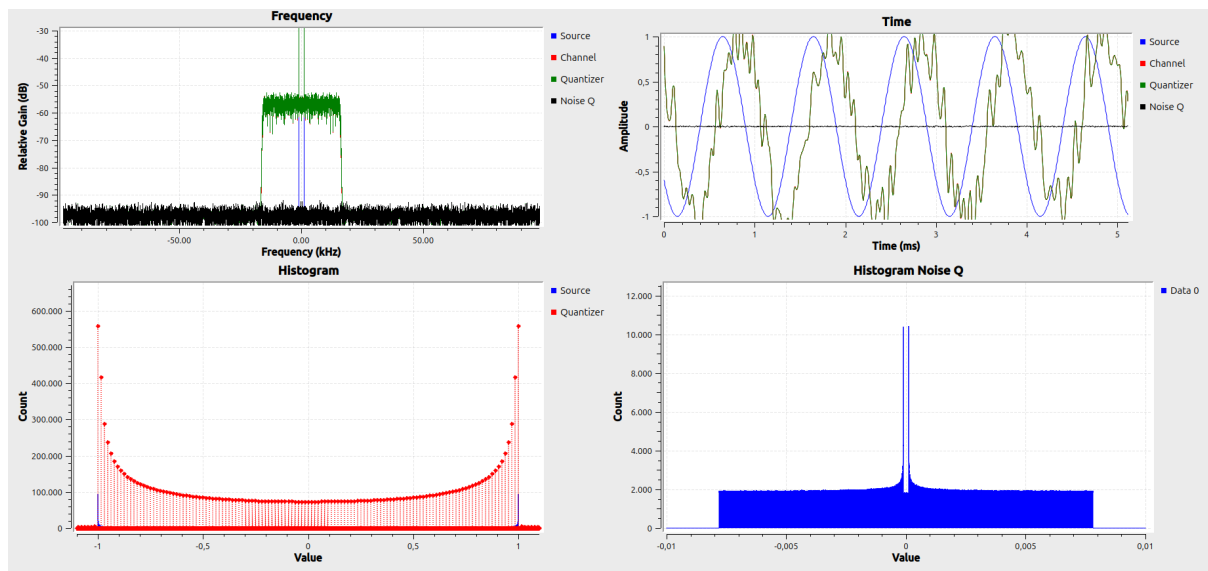 Frequency
-30
-40
-50
-60
-70
-80
-90
-100
Relative Gain (dB)
-50.00
0.00
50.00
Frequency (kHz)
Source
Channel
Quantizer
Noise Q
Time
1
0,5
0
-0,5
-1
Amplitude
0
1
2
3
4
5
Time (ms)
Source
Channel
Quantizer
Noise Q
Histogram
600.000
500.000
400.000
300.000
200.000
100.000
0
Count
-1
-0,5
0
0,5
1
Value
Source
Quantizer
Histogram Noise Q
12.000
10.000
8.000
6.000
4.000
2.000
0
Count
-0,01
-0,005
0
0,005
0,01
Value
Data 0